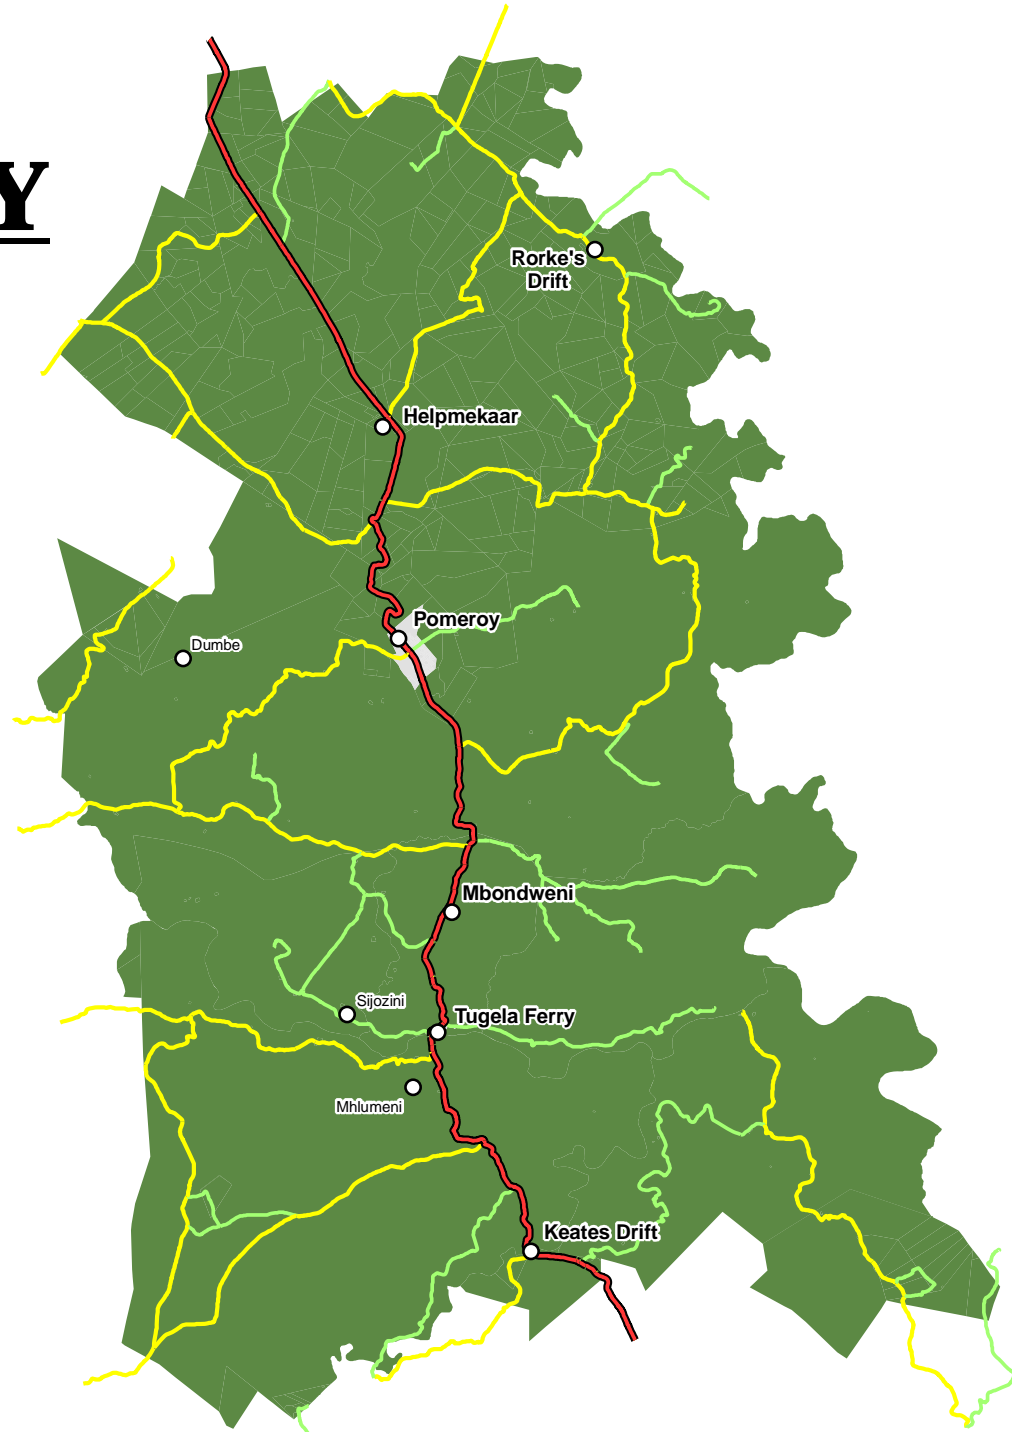 Y
Rorke's
Drift
Helpmekaar
Pomeroy
Dumbe
Mbondweni
Sijozini
Tugela Ferry
Mhlumeni
Keates Drift